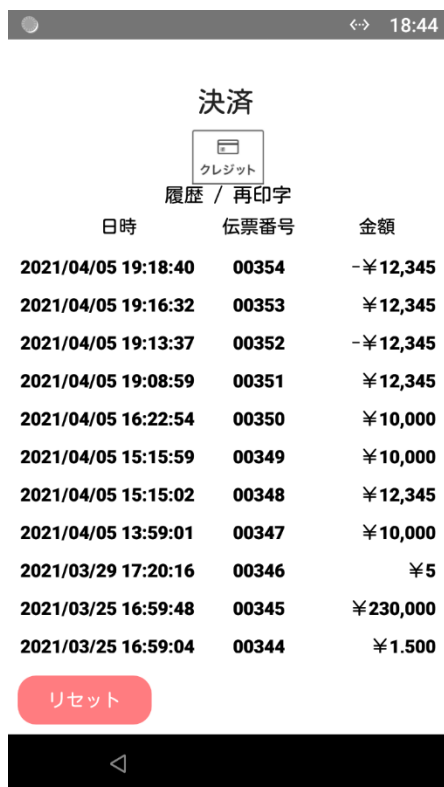 18:44
決済
クレジット
履歴 / 再印字
日時 伝票番号 金額
2021/04/05 19:18:40 00354 -¥12,345
2021/04/05 19:16:32 00353 ¥12,345
2021/04/05 19:13:37 00352 -¥12,345
2021/04/05 19:08:59 00351 ¥12,345
2021/04/05 16:22:54 00350 ¥10,000
2021/04/05 15:15:59 00349 ¥10,000
2021/04/05 15:15:02 00348 ¥12,345
2021/04/05 13:59:01 00347 ¥10,000
2021/03/29 17:20:16 00346 ¥5
2021/03/25 16:59:48 00345 ¥230,000
2021/03/25 16:59:04 00344 ¥1.500
リセット